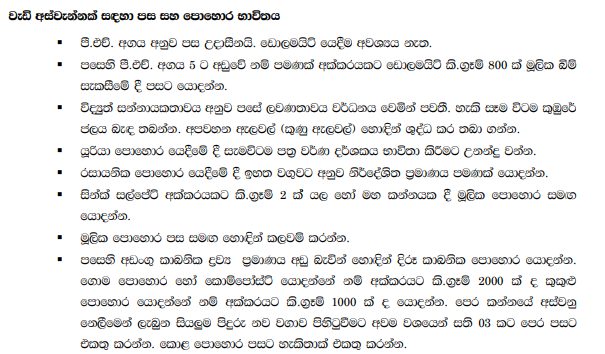 වැඩි අස්වැන්නක් සඳහා පස සහ පොහොර භාවිතය
▪ පී.එච්. අගය අනුව පස උදාසීනයි. ඩොලමයිට් යෙදීම අවශ්‍යය නැත.
▪ පසෙහි පී.එච්. අගය 5 ට අඩුවේ නම් පමණක් අක්කරයකට ඩොලමයිට් කි.ග්‍රෑම් 800 ක් මූලික බිම්
සැකසීමේ දී පසට යොදන්න.
▪ විද්‍යුත් සන්නායකතාවය අනුව පසේ ලවණතාවය වර්ධනය වෙමින් පවතී. හැකි සෑම විටම කුඹුරේ
ජලය බැඳ තබන්න. අපවහන ඇලවල් (කුණු ඇලවල්) හොඳින් ශුද්ධ කර තබා ගන්න.
▪ යූරියා පොහොර යෙදීමේ දී සැමවිටම පත්‍ර වර්ණ දර්ශකය භාවිතා කිරීමට උනන්දු වන්න.
▪ රසායනික පොහොර යෙදීමේ දී ඉහත වගුවට අනුව නිර්දේශිත ප්‍රමාණය පමණක් යොදන්න.
▪ සින්ක් සල්පේට් අක්කරයකට කි.ග්‍රෑම් 2 ක් යල හෝ මහ කන්නයක දී මූලික පොහොර සමඟ
යොදන්න.
▪ මූලික පොහොර පස සමඟ හොඳින් කලවම් කරන්න.
▪ පසෙහි අඩංගු කාබනික ද්‍රව්‍ය ප්‍රමාණය අඩු බැවින් හොඳින් දිරූ කාබනික පොහොර යොදන්න.
ගොම පොහොර හෝ කොම්පෝස්ට් යොදන්නේ නම් අක්කරයට කි.ග්‍රෑම් 2000 ක් ද කුකුළු
පොහොර යොදන්නේ නම් අක්කරයට කි.ග්‍රෑම් 1000 ක් ද යොදන්න. පෙර කන්නයේ අස්වනු
නෙලීමෙන් ලැබුන සියලුම පිදුරු නව වගාව පිහිටුවීමට අවම වශයෙන් සති 03 කට පෙර පසට
එකතු කරන්න. කොළ පොහොර පසට හැකිතාක් එකතු කරන්න.